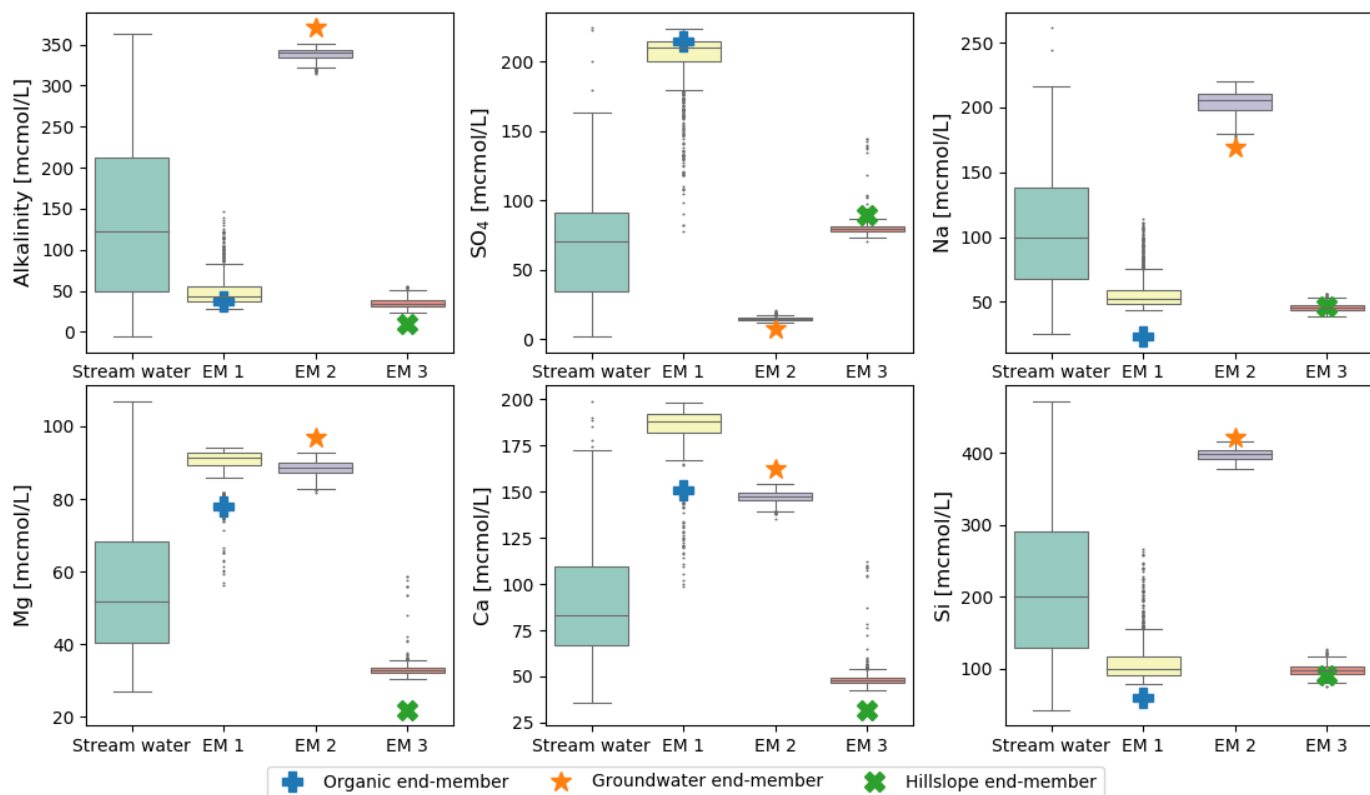 Alkalinity [mcmol/L]
350
300
250
200
150
100
50
0
Stream water EM 1 EM 2 EM 3
SO4 [mcmol/L]
200
150
100
50
0
Stream water EM 1 EM 2 EM 3
Na [mcmol/L]
250
200
150
100
50
Stream water EM 1 EM 2 EM 3
Mg [mcmol/L]
100
80
60
40
20
Stream water EM 1 EM 2 EM 3
Ca [mcmol/L]
200
175
150
125
100
75
50
25
Stream water EM 1 EM 2 EM 3
Si [mcmol/L]
400
300
200
100
Stream water EM 1 EM 2 EM 3
Organic end-member Groundwater end-member Hillslope end-member